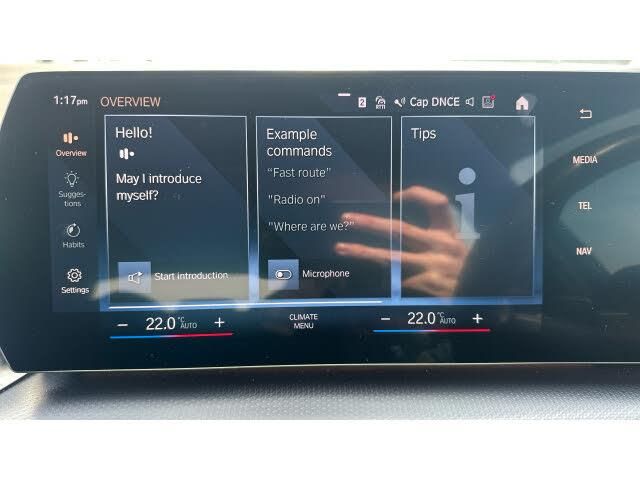 1:17pm OVERVIEW 2 Cap DNCE
Overview
Sugges-
tions
Habits
Settings
Hello!
May I introduce
myself?
Start introduction
Example
commands
"Fast route"
"Radio on"
"Where are we?"
Microphone
Tips
i
MEDIA
TEL
NAV
− 22.0 °C AUTO +
CLIMATE
MENU
− 22.0 °C AUTO +